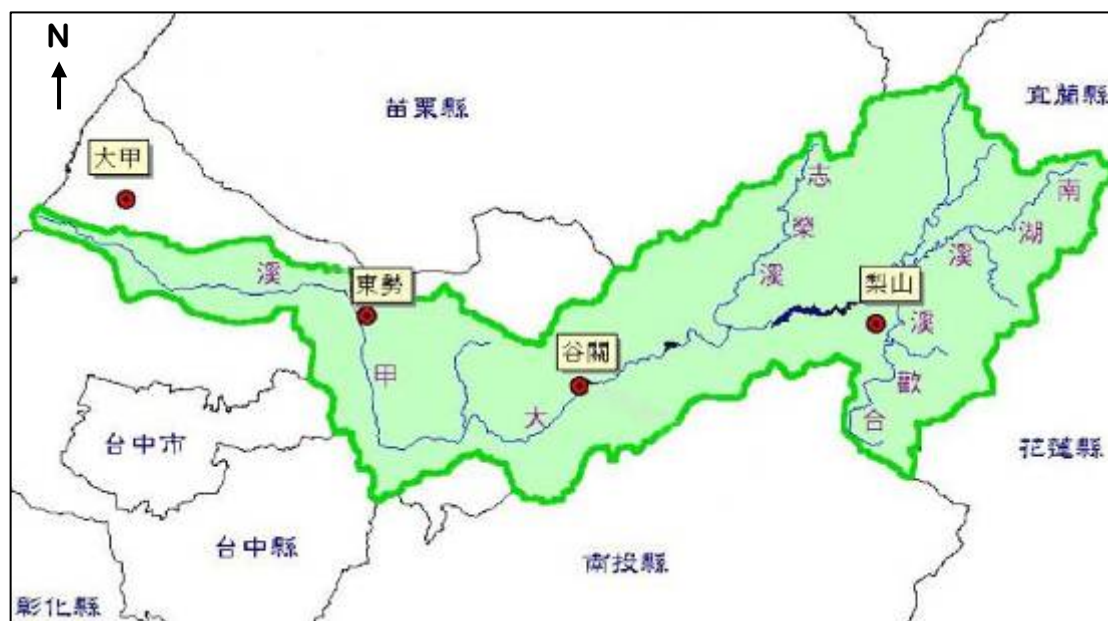 N
苗栗縣
宜蘭縣
大甲
志樂溪
南湖溪
東勢
梨山
谷關
合歡溪
大甲溪
台中市
花蓮縣
台中縣
南投縣
彰化縣